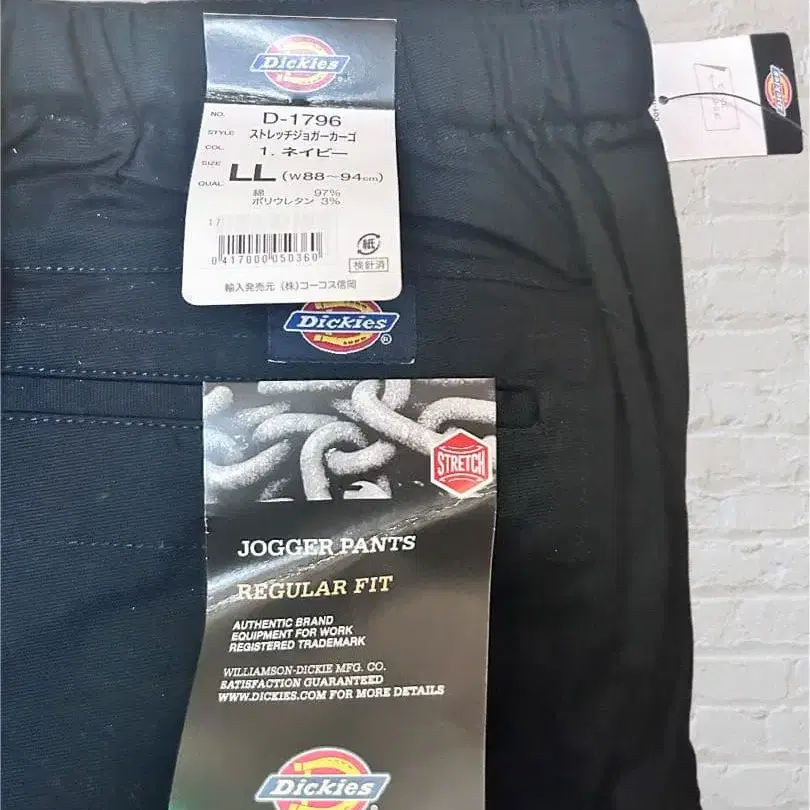 Dickies
NO. D-1796
STYLE ストレッチジョガーカーゴ
COL. 1. ネイビー
SIZE LL (W88～94cm)
QUAL. 綿 97%
ポリウレタン 3%
17
0417000050360
紙
検針済
輸入発売元 (株)コーコス信岡
Dickies
®
STRETCH
JOGGER PANTS
REGULAR FIT
AUTHENTIC BRAND
EQUIPMENT FOR WORK
REGISTERED TRADEMARK
WILLIAMSON-DICKIE MFG. CO.
SATISFACTION GUARANTEED
WWW.DICKIES.COM FOR MORE DETAILS
Dickies
Dickies